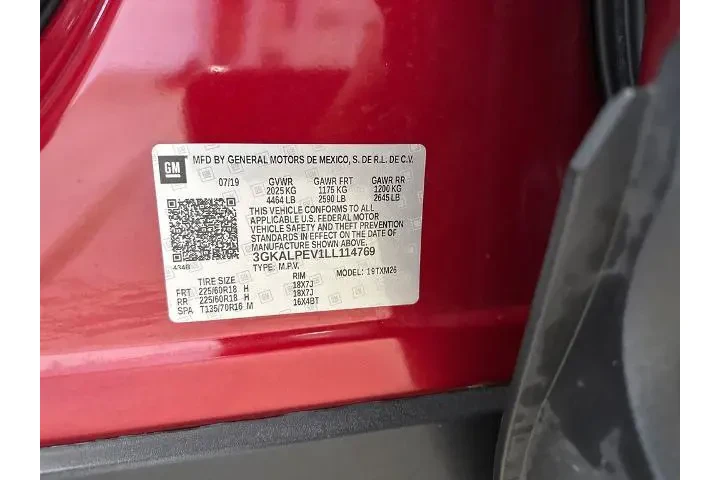 GM
MFD BY GENERAL MOTORS DE MEXICO, S. DE R.L. DE C.V.
07/19 GVWR GAWR FRT GAWR RR
2025 KG 1175 KG 1200 KG
4464 LB 2590 LB 2645 LB
THIS VEHICLE CONFORMS TO ALL
APPLICABLE U.S. FEDERAL MOTOR
VEHICLE SAFETY AND THEFT PREVENTION
STANDARDS IN EFFECT ON THE DATE OF
MANUFACTURE SHOWN ABOVE.
3GKALPEV1LL114769
434B TYPE: M.P.V. MODEL: 19TXM26
TIRE SIZE RIM
FRT 225/60R18 H 18X7J
RR 225/60R18 H 18X7J
SPA T135/70R16 M 16X4BT